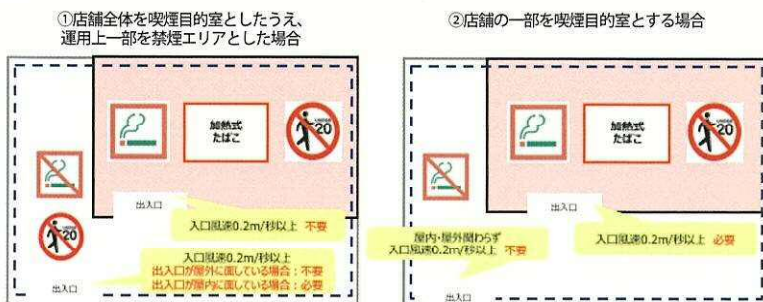 ①店舗全体を喫煙目的室としたうえ、
運用上一部を禁煙エリアとした場合
加熱式
たばこ
UNDER
20
出入口
入口風速0.2m/秒以上 不要
UNDER
20
入口風速0.2m/秒以上
出入口が屋外に面している場合：不要
出入口が屋内に面している場合：必要
出入口
②店舗の一部を喫煙目的室とする場合
加熱式
たばこ
UNDER
20
出入口
入口風速0.2m/秒以上 必要
屋内・屋外関わらず
入口風速0.2m/秒以上 不要
出入口